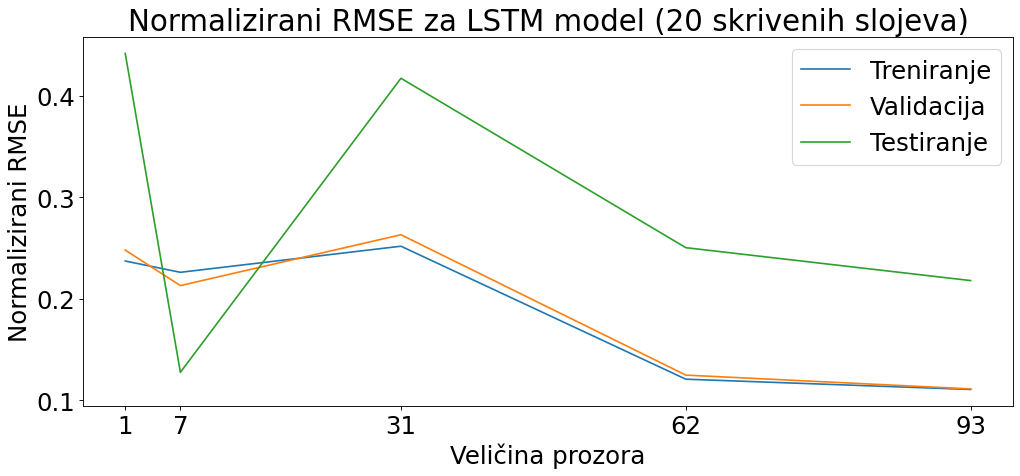 Normalizirani RMSE za LSTM model (20 skrivenih slojeva)
Normalizirani RMSE
0.4
0.3
0.2
0.1
Treniranje
Validacija
Testiranje
1 7 31 62 93
Veličina prozora